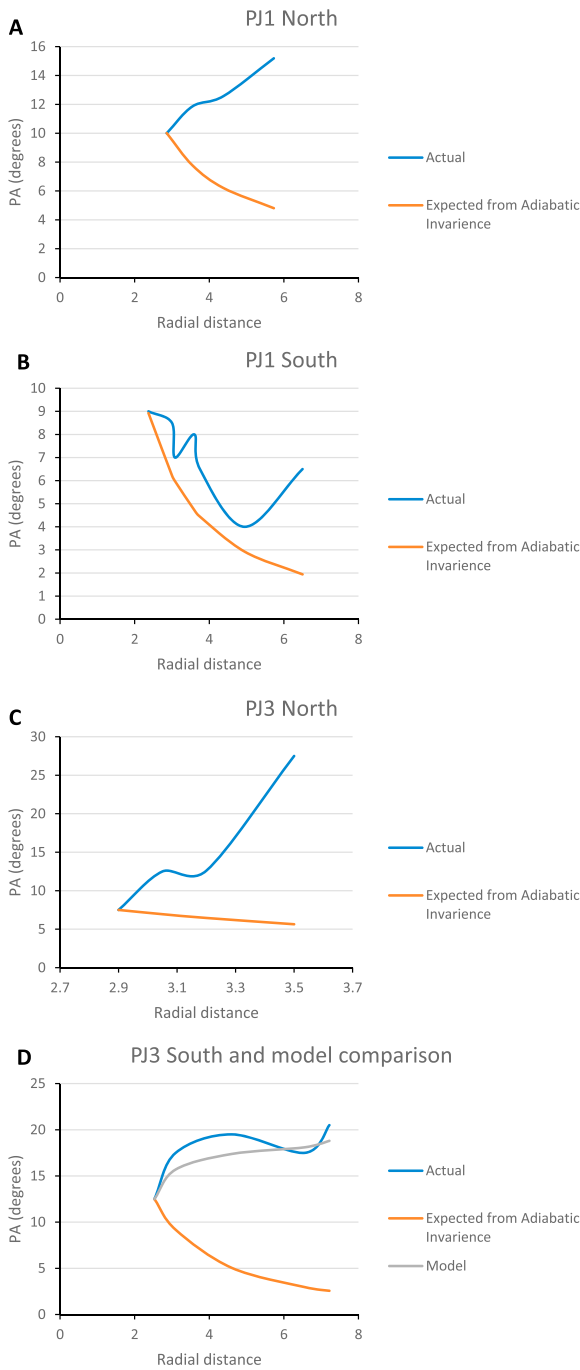 A
PJ1 North
16
14
12
10
8
6
4
2
0
PA (degrees)
0 2 4 6 8
Radial distance
Actual
Expected from Adiabatic
Invarience
B
PJ1 South
10
9
8
7
6
5
4
3
2
1
0
PA (degrees)
0 2 4 6 8
Radial distance
Actual
Expected from Adiabatic
Invarience
C
PJ3 North
30
25
20
15
10
5
0
PA (degrees)
2.7 2.9 3.1 3.3 3.5 3.7
Radial distance
Actual
Expected from Adiabatic
Invarience
D
PJ3 South and model comparison
25
20
15
10
5
0
PA (degrees)
0 2 4 6 8
Radial distance
Actual
Expected from Adiabatic
Invarience
Model